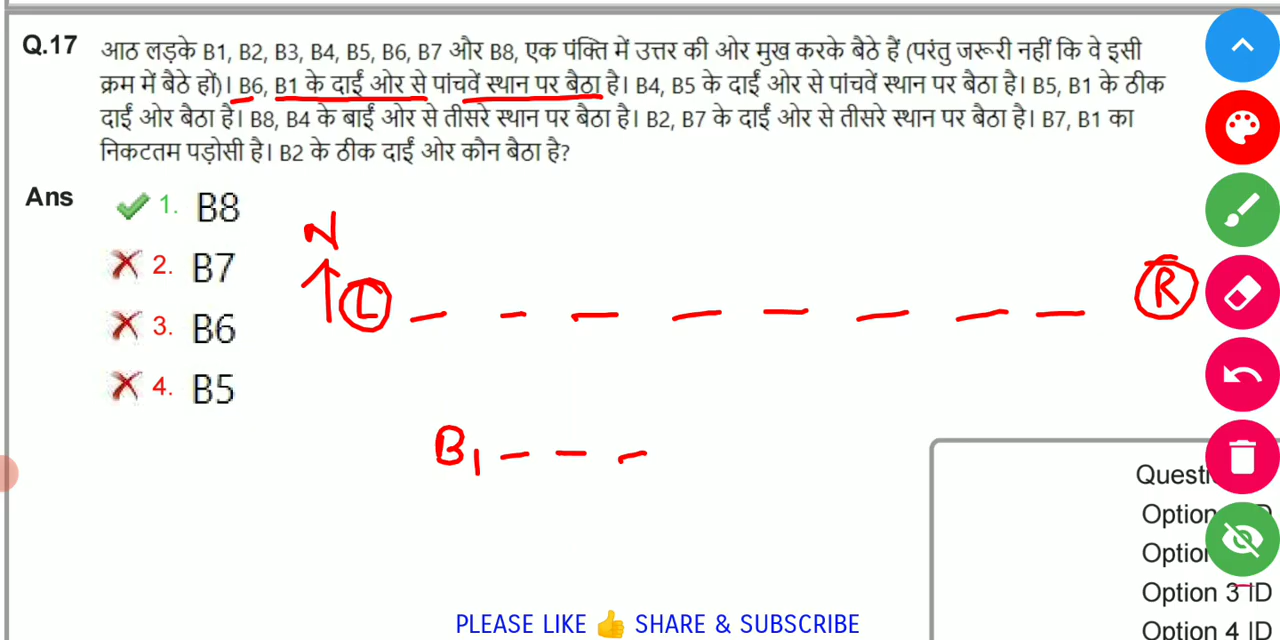 Q.17 आठ लड़के B1, B2, B3, B4, B5, B6, B7 और B8, एक पंक्ति में उत्तर की ओर मुख करके बैठे हैं (परंतु जरूरी नहीं कि वे इसी
क्रम में बैठे हों)। B6, B1 के दाईं ओर से पांचवें स्थान पर बैठा है। B4, B5 के दाईं ओर से पांचवें स्थान पर बैठा है। B5, B1 के ठीक
दाईं ओर बैठा है। B8, B4 के बाईं ओर से तीसरे स्थान पर बैठा है। B2, B7 के दाईं ओर से तीसरे स्थान पर बैठा है। B7, B1 का
निकटतम पड़ोसी है। B2 के ठीक दाईं ओर कौन बैठा है?
Ans 1. B8
2. B7
3. B6
4. B5
N
L R
B1
Option 3 ID
Option 4 ID
PLEASE LIKE 👍 SHARE & SUBSCRIBE